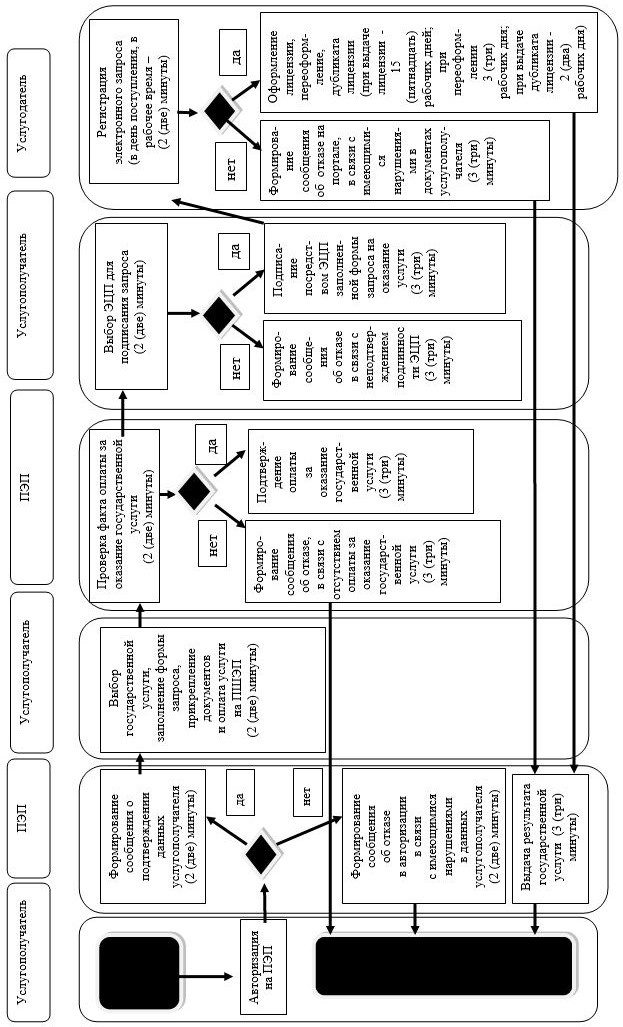 Услугополучатель
ПЭП
Услугополучатель
ПЭП
Услугополучатель
Услугодатель
Авторизация
на ПЭП
Формирование
сообщения о
подтверждении
данных
услугополучателя
(2 (две) минуты)
да
нет
Формирование
сообщения
об отказе
в авторизации
в связи
с имеющимися
нарушениями
в данных
услугополучателя
(2 (две) минуты)
Выдача результата
государственной
услуги (3 (три)
минуты)
Выбор
государственной
услуги,
заполнение формы
запроса,
прикрепление
документов
и оплата услуги
на ПШЭП
(2 (две) минуты)
Проверка факта оплаты за
оказание государственной
услуги
(2 (две) минуты)
да
нет
Подтверж-
дение
оплаты
за
оказание
государст-
венной
услуги
(3 (три)
минуты)
Формиро-
вание
сообщения
об отказе,
в связи с
отсутствием
оплаты за
оказание
государст-
венной
услуги
(3 (три)
минуты)
Выбор ЭЦП для
подписания запроса
(2 (две) минуты)
да
нет
Подписа-
ние
посредст-
вом ЭЦП
заполнен-
ной формы
запроса на
оказание
услуги
(3 (три)
минуты)
Формиро-
вание
сообще-
ния
об отказе
в связи с
неподтвер-
ждением
подлиннос
ти ЭЦП
(3 (три)
минуты)
Регистрация
электронного запроса
(в день поступления, в
рабочее время –
2 (две) минуты)
да
нет
Оформление
лицензии,
переоформ-
ление,
дубликата
лицензии
(при выдаче
лицензии -
15
(пятнадцать)
рабочих дней;
при
переоформ-
лении
3 (три)
рабочих дня;
при выдаче
дубликата
лицензии -
2 (два)
рабочих дня)
Формирова-
ние
сообщения
об отказе на
портале,
в связи с
имеющими-
ся
нарушения-
ми в
документах
услугополу-
чателя
(3 (три)
минуты)